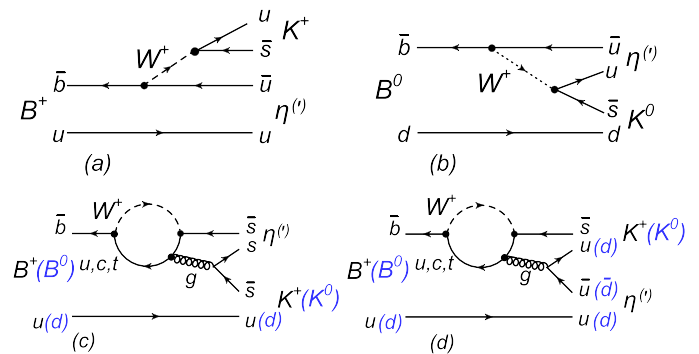 u K⁺
W⁺ s̄
b̄ ū
B⁺ η⁽′⁾
u u
(a)
b̄ ū
u η⁽′⁾
B⁰ W⁺
s̄ K⁰
d d
(b)
W⁺
b̄ s̄ η⁽′⁾
s
B⁺(B⁰) u,c,t g
s̄ K⁺(K⁰)
u(d) u(d)
(c)
W⁺
b̄ s̄ K⁺(K⁰)
u(d)
B⁺(B⁰) u,c,t g
ū(d̄) η⁽′⁾
u(d) u(d)
(d)